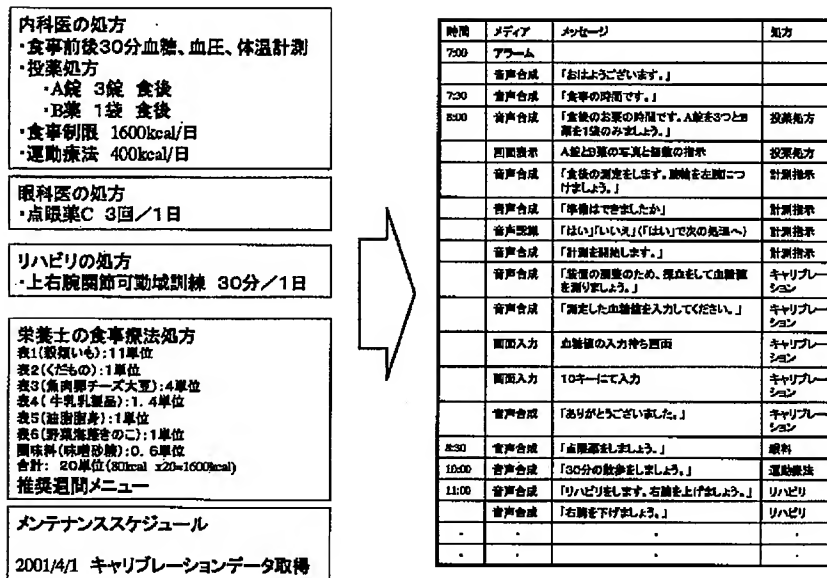 内科医の処方
・食事前後30分血糖、血圧、体温計測
・投薬処方
・A錠 3錠 食後
・B薬 1袋 食後
・食事制限 1600kcal/日
・運動療法 400kcal/日
眼科医の処方
・点眼薬C 3回／1日
リハビリの処方
・上右腕関節可動域訓練 30分／1日
栄養士の食事療法処方
表1(穀類いも):11単位
表2(くだもの):1単位
表3(魚肉卵チーズ大豆):4単位
表4(牛乳乳製品):1.4単位
表5(油脂脂身):1単位
表6(野菜海藻きのこ):1単位
調味料(味噌砂糖):0.6単位
合計: 20単位(80kcal x20=1600kcal)
推奨週間メニュー
メンテナンススケジュール
2001/4/1 キャリブレーションデータ取得
時間 メディア メッセージ 処方
7:00 アラーム
音声合成 「おはようございます。」
7:30 音声合成 「食事の時間です。」
8:00 音声合成 「食後のお薬の時間です。A錠を3つとB 投薬処方
薬を1袋のみましょう。」
画面表示 A錠とB薬の写真と個数の指示 投薬処方
音声合成 「食後の測定をします。腕輪を左腕につ 計測指示
けましょう。」
音声合成 「準備はできましたか」 計測指示
音声認識 「はい」「いいえ」(「はい」で次の処理へ) 計測指示
音声合成 「計測を開始します。」 計測指示
音声合成 「装置の調整のため、採血をして血糖値 キャリブレー
を測りましょう。」 ション
音声合成 「測定した血糖値を入力してください。」 キャリブレー
ション
画面入力 血糖値の入力待ち画面 キャリブレー
ション
画面入力 10キーにて入力 キャリブレー
ション
音声合成 「ありがとうございました。」 キャリブレー
ション
8:30 音声合成 「点眼薬をしましょう。」 眼科
10:00 音声合成 「30分の散歩をしましょう。」 運動療法
11:00 音声合成 「リハビリをします。右腕を上げましょう。」 リハビリ
音声合成 「右腕を下げましょう。」 リハビリ
・ ・ ・ ・
・ ・ ・ ・